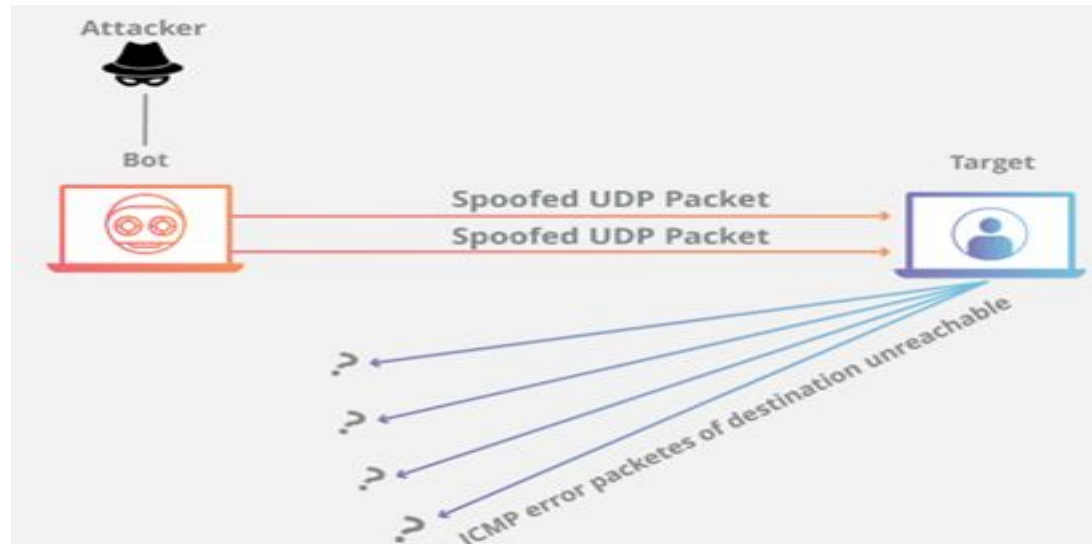 Attacker
Bot
Target
Spoofed UDP Packet
Spoofed UDP Packet
?
?
?
?
ICMP error packetes of destination unreachable